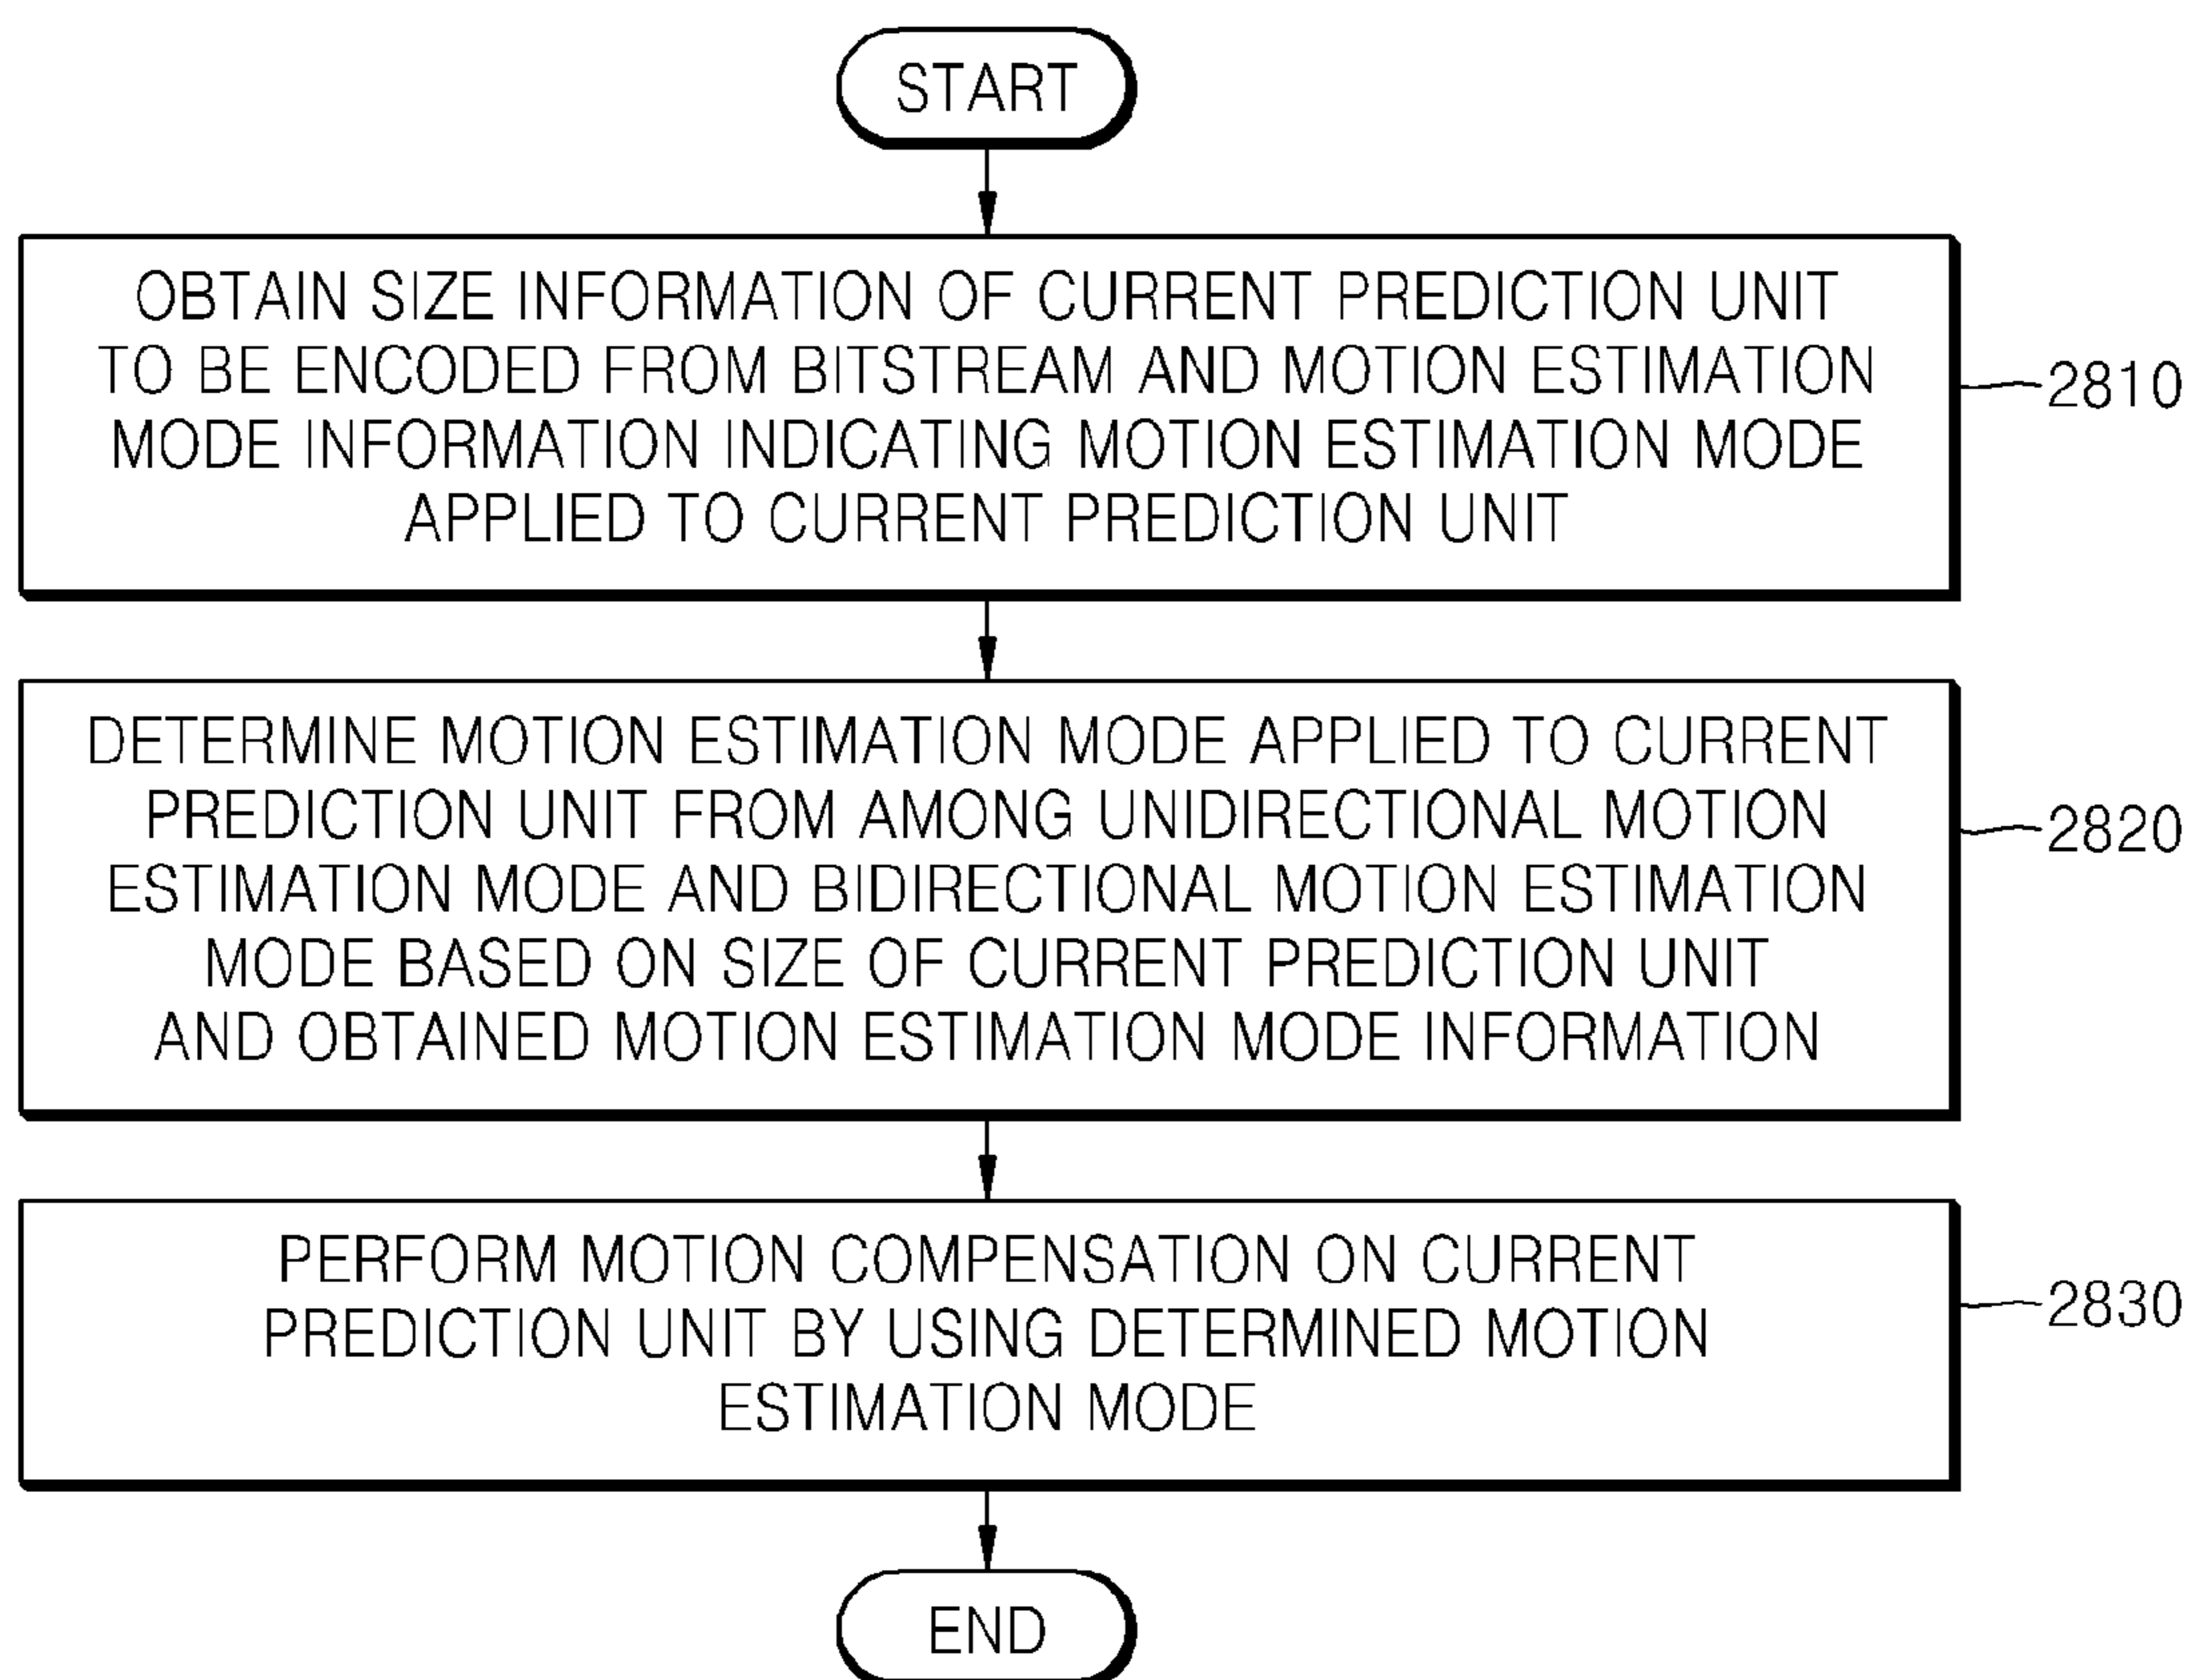 START
OBTAIN SIZE INFORMATION OF CURRENT PREDICTION UNIT
TO BE ENCODED FROM BITSTREAM AND MOTION ESTIMATION
MODE INFORMATION INDICATING MOTION ESTIMATION MODE
APPLIED TO CURRENT PREDICTION UNIT
2810
DETERMINE MOTION ESTIMATION MODE APPLIED TO CURRENT
PREDICTION UNIT FROM AMONG UNIDIRECTIONAL MOTION
ESTIMATION MODE AND BIDIRECTIONAL MOTION ESTIMATION
MODE BASED ON SIZE OF CURRENT PREDICTION UNIT
AND OBTAINED MOTION ESTIMATION MODE INFORMATION
2820
PERFORM MOTION COMPENSATION ON CURRENT
PREDICTION UNIT BY USING DETERMINED MOTION
ESTIMATION MODE
2830
END